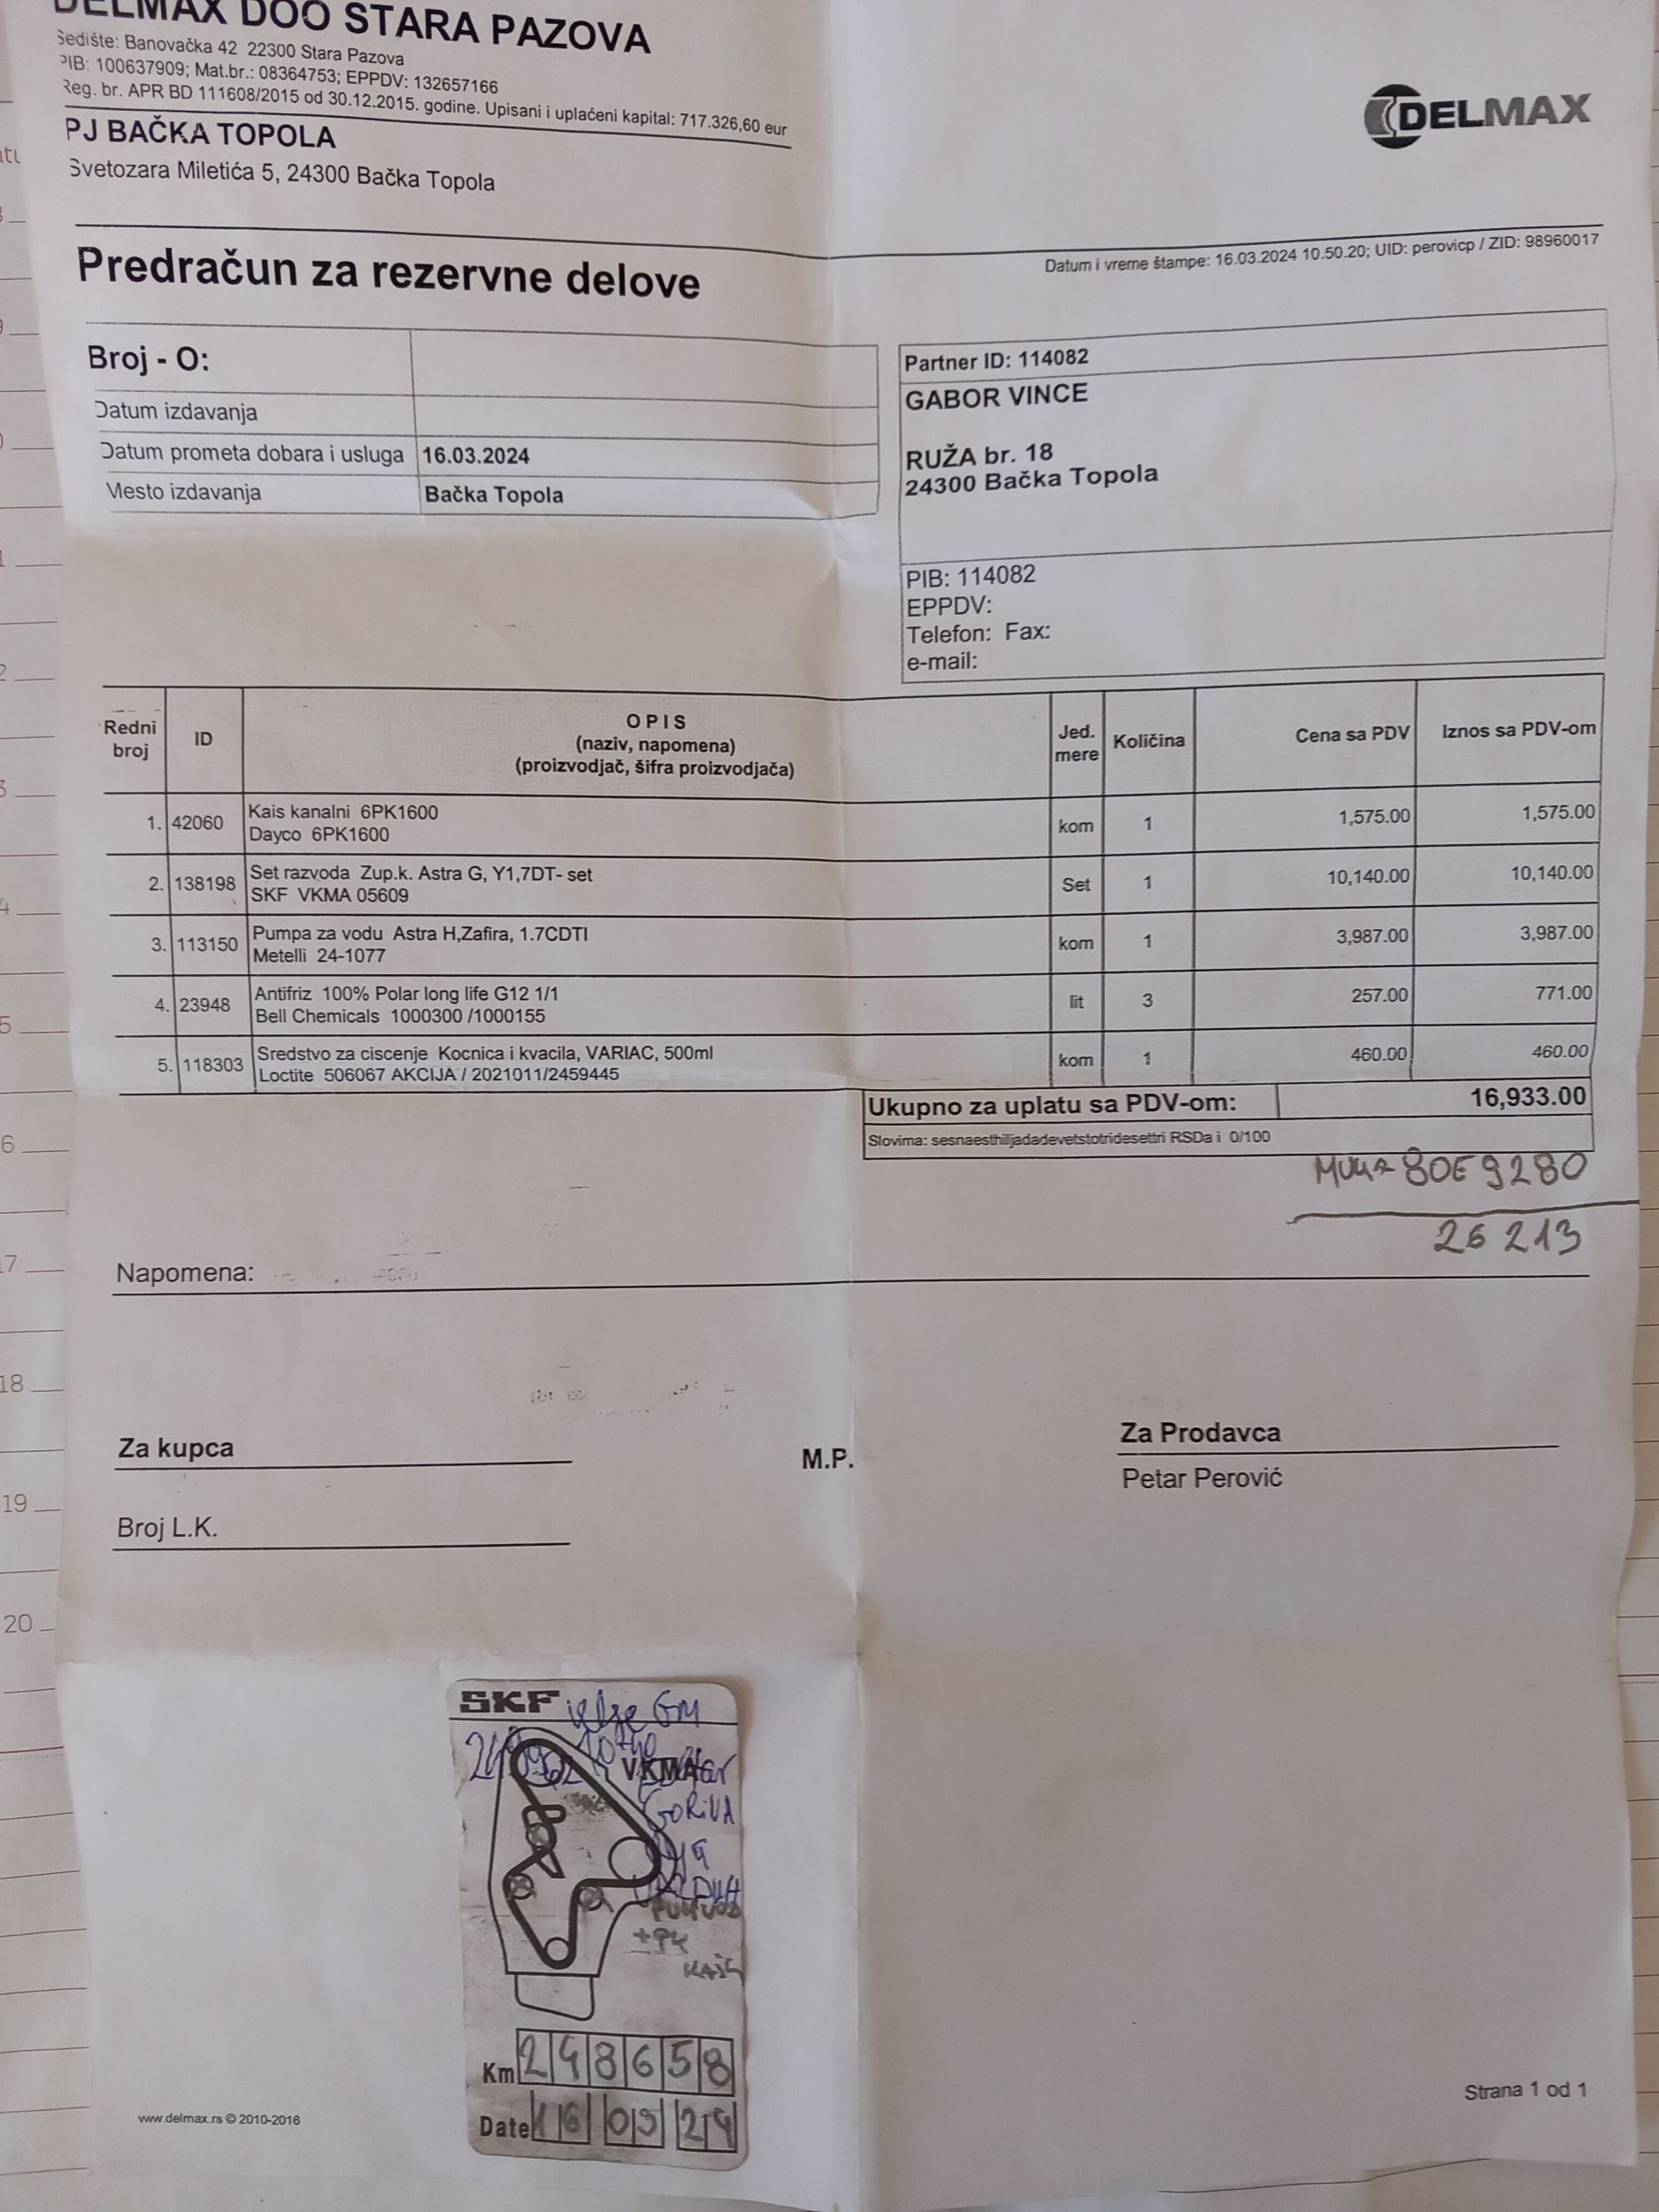 DELMAX DOO STARA PAZOVA
Sedište: Banovačka 42 22300 Stara Pazova
PIB: 100637909; Mat.br.: 08364753; EPPDV: 132657166
Reg. br. APR BD 111608/2015 od 30.12.2015. godine. Upisani i uplaćeni kapital: 717.326,60 eur
PJ BAČKA TOPOLA
Svetozara Miletića 5, 24300 Bačka Topola
DELMAX
Predračun za rezervne delove
Datum i vreme štampe: 16.03.2024 10.50.20; UID: perovicp / ZID: 98960017
Broj - O:
Datum izdavanja
Datum prometa dobara i usluga 16.03.2024
Mesto izdavanja Bačka Topola
Partner ID: 114082
GABOR VINCE
RUŽA br. 18
24300 Bačka Topola
PIB: 114082
EPPDV:
Telefon: Fax:
e-mail:
Redni broj ID OPIS (naziv, napomena) (proizvodjač, šifra proizvodjača) Jed. mere Količina Cena sa PDV Iznos sa PDV-om
1. 42060 Kais kanalni 6PK1600 kom 1 1,575.00 1,575.00
Dayco 6PK1600
2. 138198 Set razvoda Zup.k. Astra G, Y1,7DT- set Set 1 10,140.00 10,140.00
SKF VKMA 05609
3. 113150 Pumpa za vodu Astra H,Zafira, 1.7CDTI kom 1 3,987.00 3,987.00
Metelli 24-1077
4. 23948 Antifriz 100% Polar long life G12 1/1 lit 3 257.00 771.00
Bell Chemicals 1000300 /1000155
5. 118303 Sredstvo za ciscenje Kocnica i kvacila, VARIAC, 500ml kom 1 460.00 460.00
Loctite 506067 AKCIJA / 2021011/2459445
Ukupno za uplatu sa PDV-om: 16,933.00
Slovima: sesnaesthiljadadevetstotridesettri RSDa i 0/100
80E 9280
26 213
Napomena:
Za kupca
M.P.
Za Prodavca
Petar Perović
Broj L.K.
SKF
VKMA
GORIVA
KAIŠ
Km 248658
Date 16 03 24
www.delmax.rs © 2010-2016
Strana 1 od 1
16
17
18
19
20